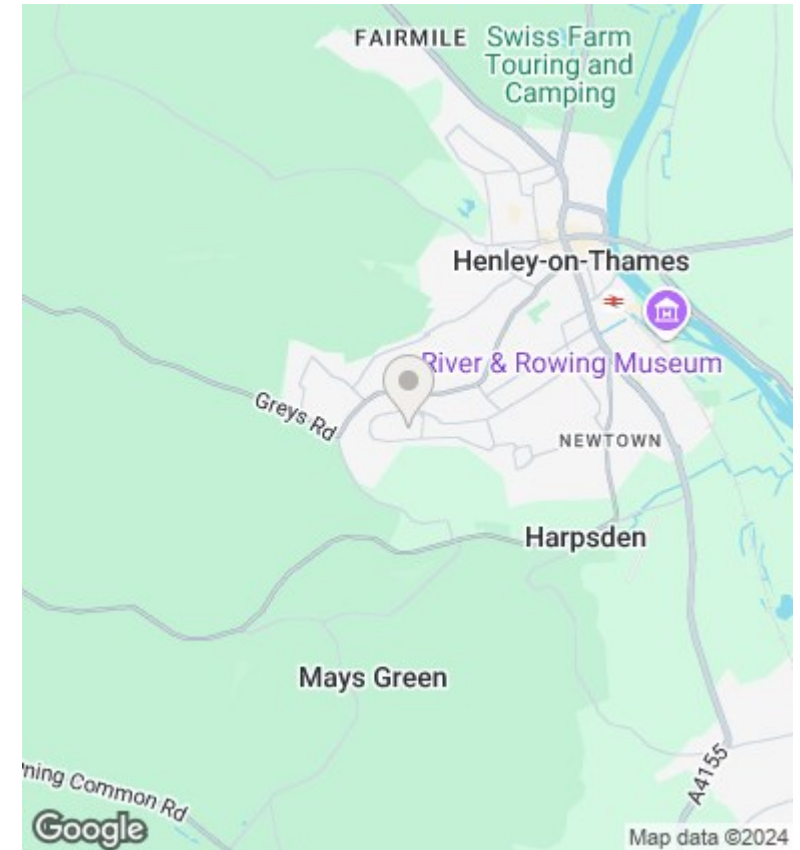 FAIRMILE
Swiss Farm
Touring and
Camping
Henley-on-Thames
River & Rowing Museum
Greys Rd
NEWTOWN
Harpsden
Mays Green
A4155
Common Rd
Google
Map data ©2024